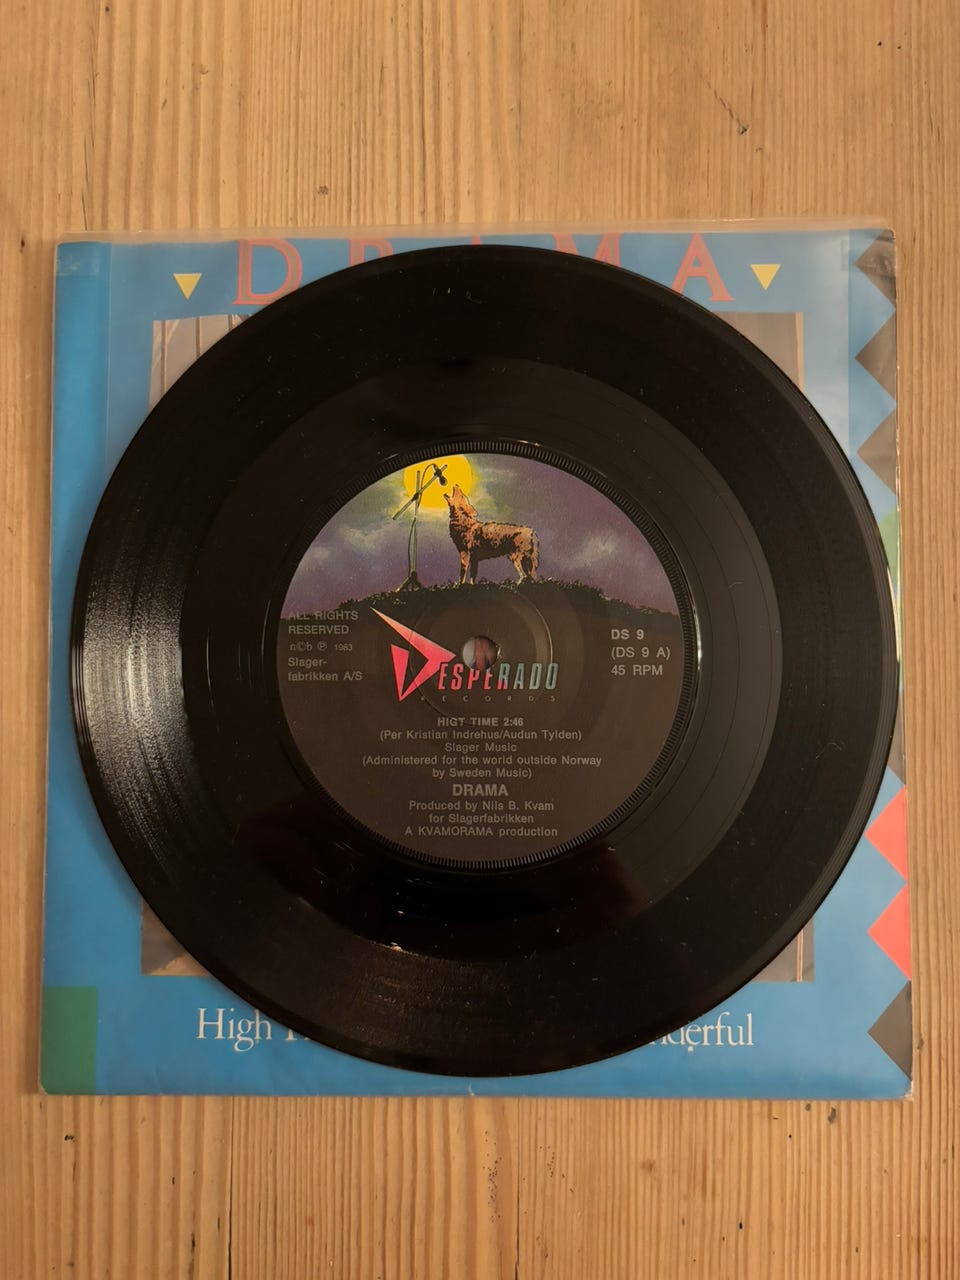 DRAMA
ALL RIGHTS
RESERVED
n©b ℗ 1983
Slager-
fabrikken A/S
DS 9
(DS 9 A)
45 RPM
DESPERADO
RECORDS
HIGT TIME 2:46
(Per Kristian Indrehus/Audun Tylden)
Slager Music
(Administered for the world outside Norway
by Sweden Music)
DRAMA
Produced by Nils B. Kvam
for Slagerfabrikken
A KVAMORAMA production
High